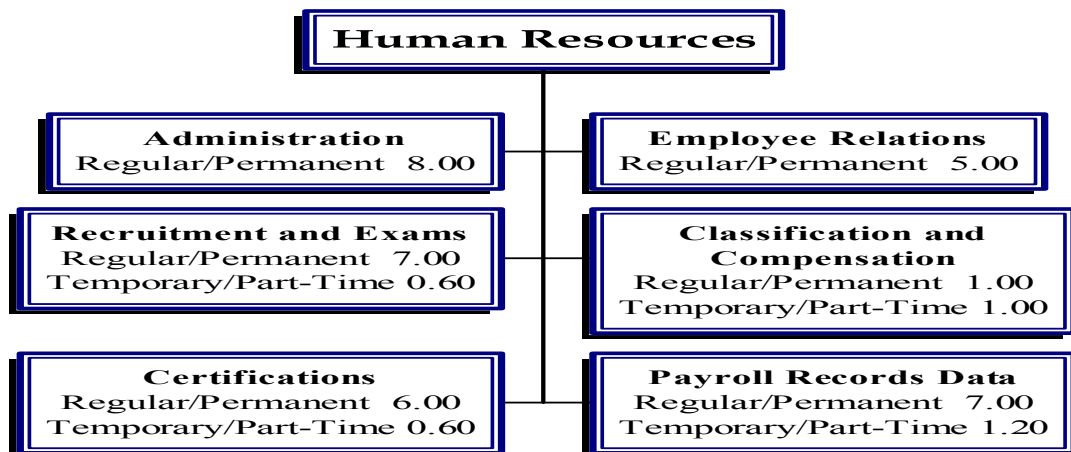 Human Resources
Administration
Regular/Permanent 8.00
Employee Relations
Regular/Permanent 5.00
Recruitment and Exams
Regular/Permanent 7.00
Temporary/Part-Time 0.60
Classification and
Compensation
Regular/Permanent 1.00
Temporary/Part-Time 1.00
Certifications
Regular/Permanent 6.00
Temporary/Part-Time 0.60
Payroll Records Data
Regular/Permanent 7.00
Temporary/Part-Time 1.20